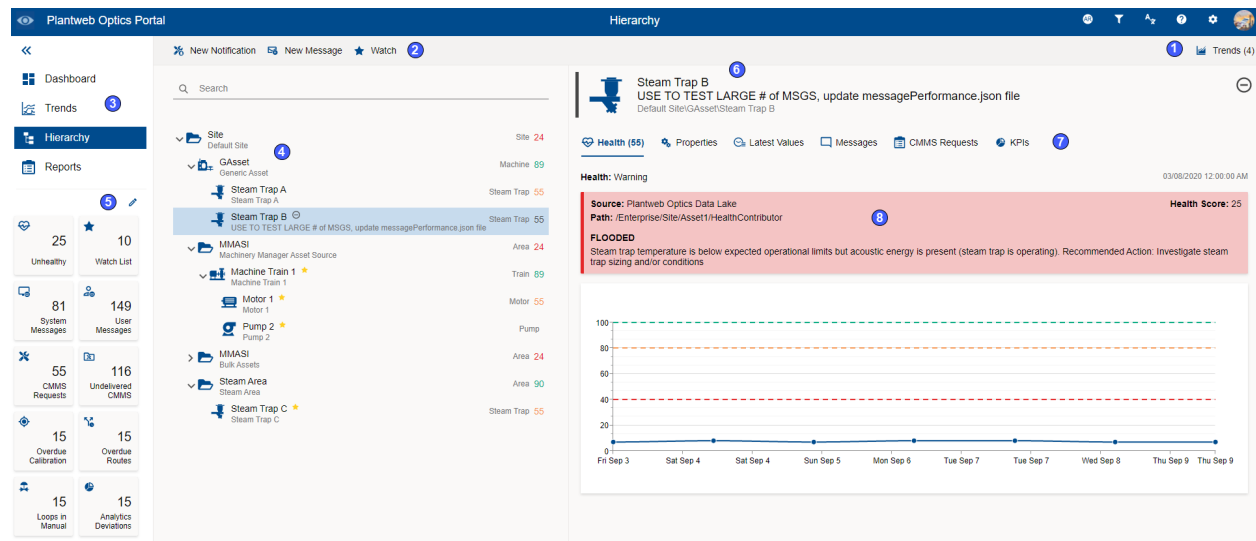 Plantweb Optics Portal
Hierarchy
AR
?
New Notification New Message Watch 2
1 Trends (4)
Dashboard
Trends 3
Hierarchy
Reports
5
25
Unhealthy
10
Watch List
81
System
Messages
149
User
Messages
55
CMMS
Requests
116
Undelivered
CMMS
15
Overdue
Calibration
15
Overdue
Routes
15
Loops in
Manual
15
Analytics
Deviations
Search
4
Site Site 24
Default Site
GAsset Machine 89
Generic Asset
Steam Trap A Steam Trap 55
Steam Trap A
Steam Trap B Steam Trap 55
USE TO TEST LARGE # of MSGS, update messagePerformance.json file
MMASI Area 24
Machinery Manager Asset Source
Machine Train 1 Train 89
Machine Train 1
Motor 1 Motor 55
Motor 1
Pump 2 Pump
Pump 2
MMASI Area 24
Bulk Assets
Steam Area Area 90
Steam Area
Steam Trap C Steam Trap 55
Steam Trap C
6
Steam Trap B
USE TO TEST LARGE # of MSGS, update messagePerformance.json file
Default Site\GAsset\Steam Trap B
Health (55) Properties Latest Values Messages CMMS Requests KPIs 7
Health: Warning 03/08/2020 12:00:00 AM
Source: Plantweb Optics Data Lake Health Score: 25
Path: /Enterprise/Site/Asset1/HealthContributor 8
FLOODED
Steam trap temperature is below expected operational limits but acoustic energy is present (steam trap is operating). Recommended Action: Investigate steam
trap sizing and/or conditions
100
80
60
40
20
0
Fri Sep 3 Sat Sep 4 Sat Sep 4 Sun Sep 5 Mon Sep 6 Tue Sep 7 Tue Sep 7 Wed Sep 8 Thu Sep 9 Thu Sep 9